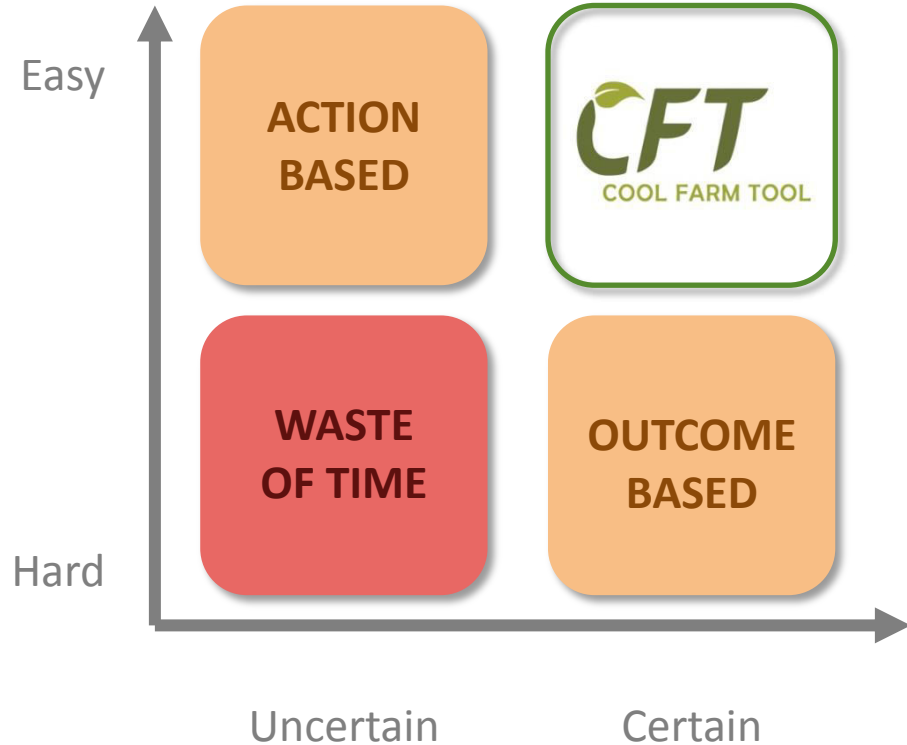 Easy
ACTION
BASED
CFT
COOL FARM TOOL
WASTE
OF TIME
OUTCOME
BASED
Hard
Uncertain
Certain